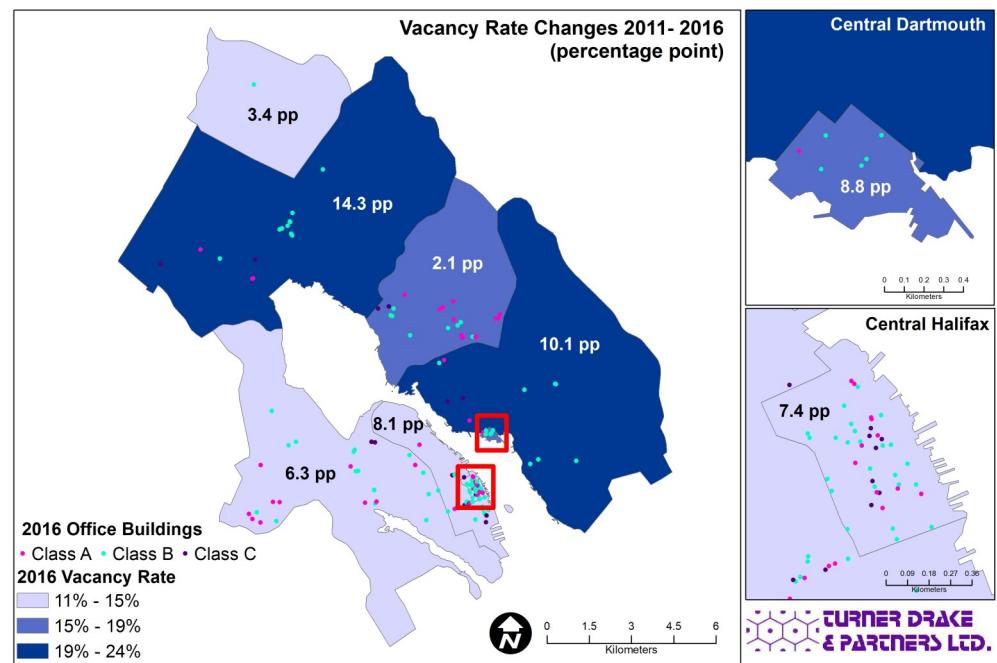 Vacancy Rate Changes 2011- 2016
(percentage point)
3.4 pp
14.3 pp
2.1 pp
10.1 pp
8.1 pp
6.3 pp
2016 Office Buildings
Class A Class B Class C
2016 Vacancy Rate
11% - 15%
15% - 19%
19% - 24%
N
0 1.5 3 4.5 6
Kilometers
Central Dartmouth
8.8 pp
0 0.1 0.2 0.3 0.4
Kilometers
Central Halifax
7.4 pp
0 0.09 0.18 0.27 0.36
Kilometers
TURNER DRAKE
& PARTNERS LTD.